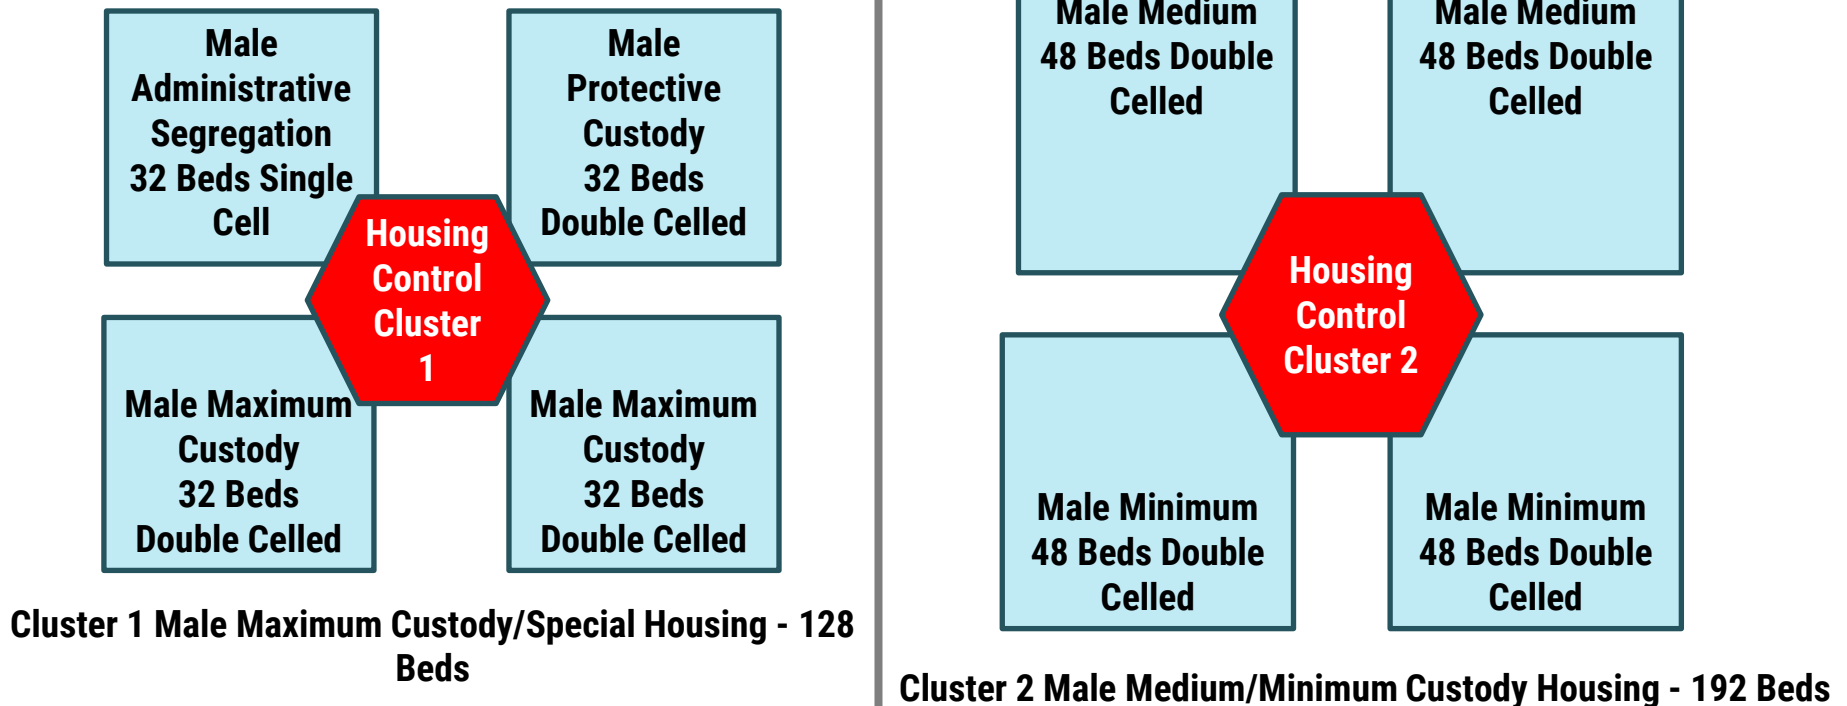 Male
Administrative
Segregation
32 Beds Single
Cell
Male
Protective
Custody
32 Beds
Double Celled
Housing
Control
Cluster
1
Male Maximum
Custody
32 Beds
Double Celled
Male Maximum
Custody
32 Beds
Double Celled
Cluster 1 Male Maximum Custody/Special Housing - 128
Beds
Male Medium
48 Beds Double
Celled
Male Medium
48 Beds Double
Celled
Housing
Control
Cluster 2
Male Minimum
48 Beds Double
Celled
Male Minimum
48 Beds Double
Celled
Cluster 2 Male Medium/Minimum Custody Housing - 192 Beds